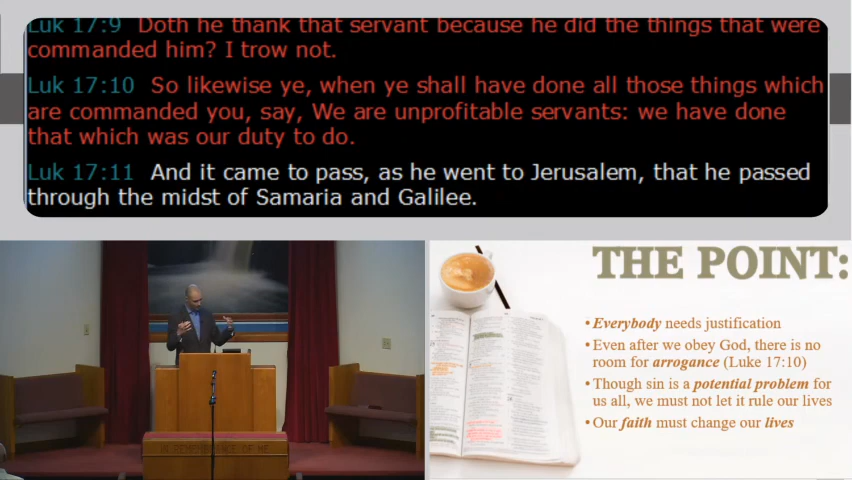 Luk 17:9 Doth he thank that servant because he did the things that were
commanded him? I trow not.
Luk 17:10 So likewise ye, when ye shall have done all those things which
are commanded you, say, We are unprofitable servants: we have done
that which was our duty to do.
Luk 17:11 And it came to pass, as he went to Jerusalem, that he passed
through the midst of Samaria and Galilee.
THE POINT:
• Everybody needs justification
• Even after we obey God, there is no
room for arrogance (Luke 17:10)
• Though sin is a potential problem for
us all, we must not let it rule our lives
• Our faith must change our lives
IN REMEMBRANCE OF ME